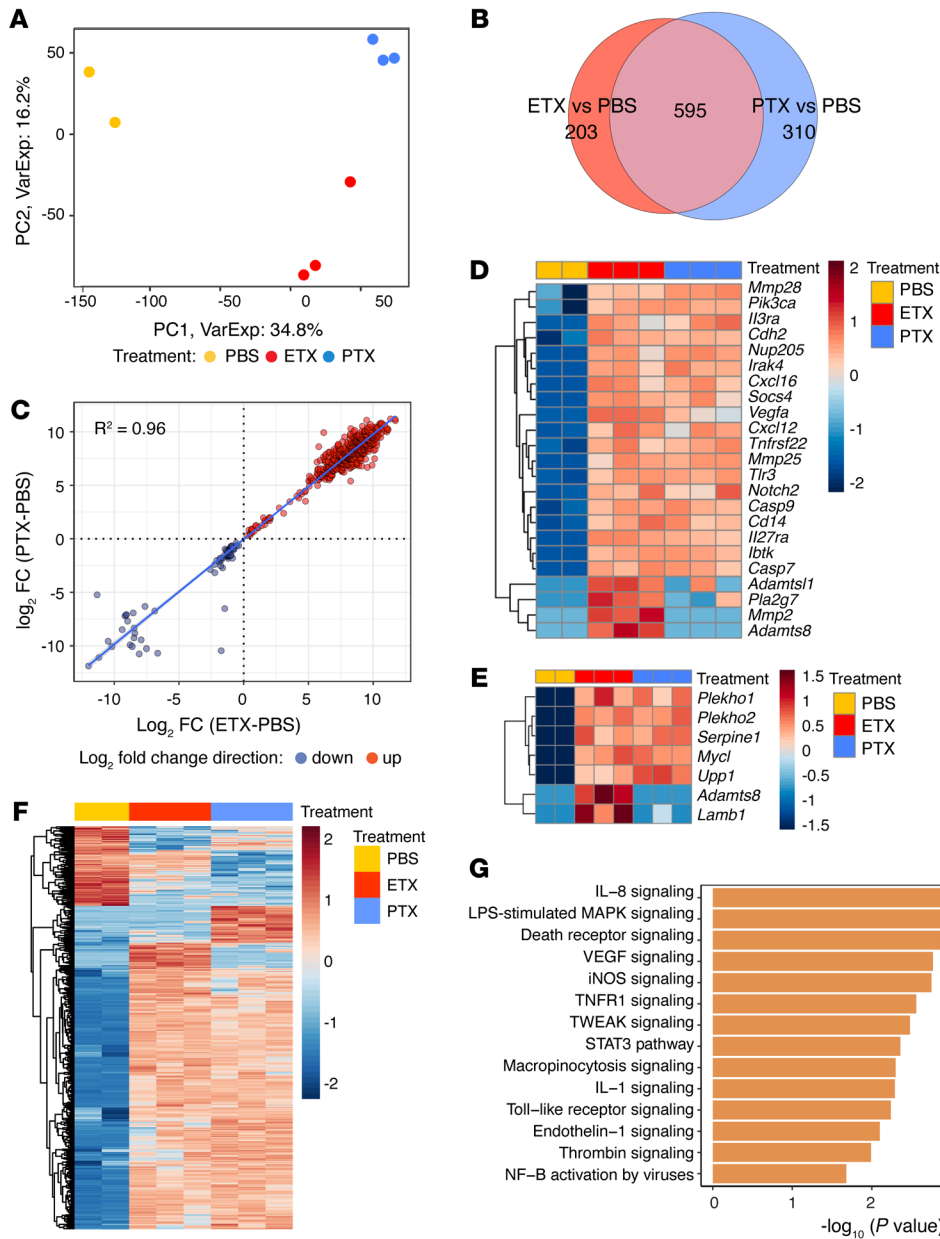 A
50
0
-50
PC2, VarExp: 16.2%
-150
-100
-50
0
50
PC1, VarExp: 34.8%
Treatment: PBS ETX PTX
B
ETX vs PBS
203
595
PTX vs PBS
310
C
R² = 0.96
10
5
0
-5
-10
log₂ FC (PTX-PBS)
-10
-5
0
5
10
Log₂ FC (ETX-PBS)
Log₂ fold change direction: down up
D
Treatment
Mmp28
Pik3ca
Il3ra
Cdh2
Nup205
Irak4
Cxcl16
Socs4
Vegfa
Cxcl12
Tnfrsf22
Mmp25
Tlr3
Notch2
Casp9
Cd14
Il27ra
Ibtk
Casp7
Adamtsl1
Pla2g7
Mmp2
Adamts8
2
1
0
-1
-2
Treatment
PBS
ETX
PTX
E
Treatment
Plekho1
Plekho2
Serpine1
Mycl
Upp1
Adamts8
Lamb1
1.5
1
0.5
0
-0.5
-1
-1.5
Treatment
PBS
ETX
PTX
F
Treatment
2
1
0
-1
-2
Treatment
PBS
ETX
PTX
G
IL-8 signaling
LPS-stimulated MAPK signaling
Death receptor signaling
VEGF signaling
iNOS signaling
TNFR1 signaling
TWEAK signaling
STAT3 pathway
Macropinocytosis signaling
IL-1 signaling
Toll-like receptor signaling
Endothelin-1 signaling
Thrombin signaling
NF-B activation by viruses
0
1
2
-log₁₀ (P value)